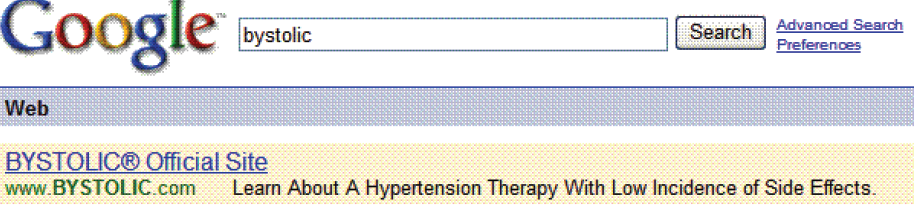 Google™ bystolic Search Advanced Search
Preferences
Web
BYSTOLIC® Official Site
www.BYSTOLIC.com Learn About A Hypertension Therapy With Low Incidence of Side Effects.